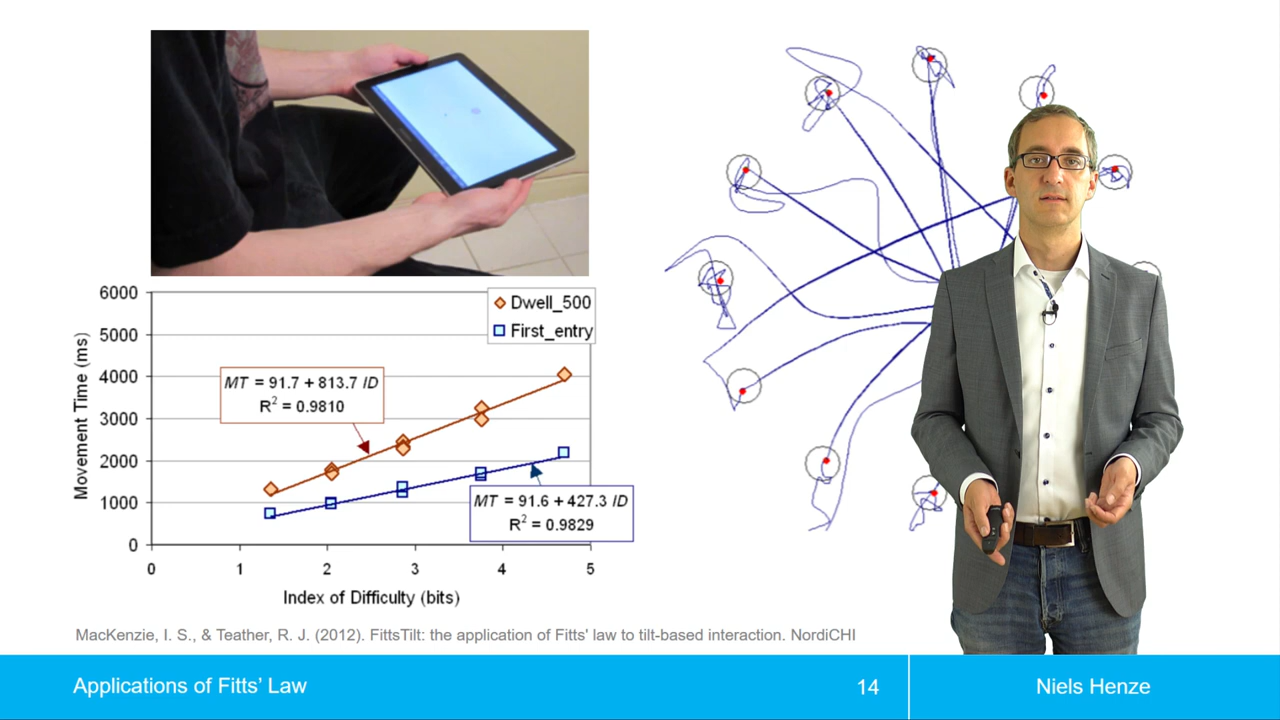 6000
5000
4000
3000
2000
1000
0
0 1 2 3 4 5
Movement Time (ms)
Index of Difficulty (bits)
Dwell_500
First_entry
MT = 91.7 + 813.7 ID
R² = 0.9810
MT = 91.6 + 427.3 ID
R² = 0.9829
MacKenzie, I. S., & Teather, R. J. (2012). FittsTilt: the application of Fitts' law to tilt-based interaction. NordiCHI
Applications of Fitts’ Law
14
Niels Henze